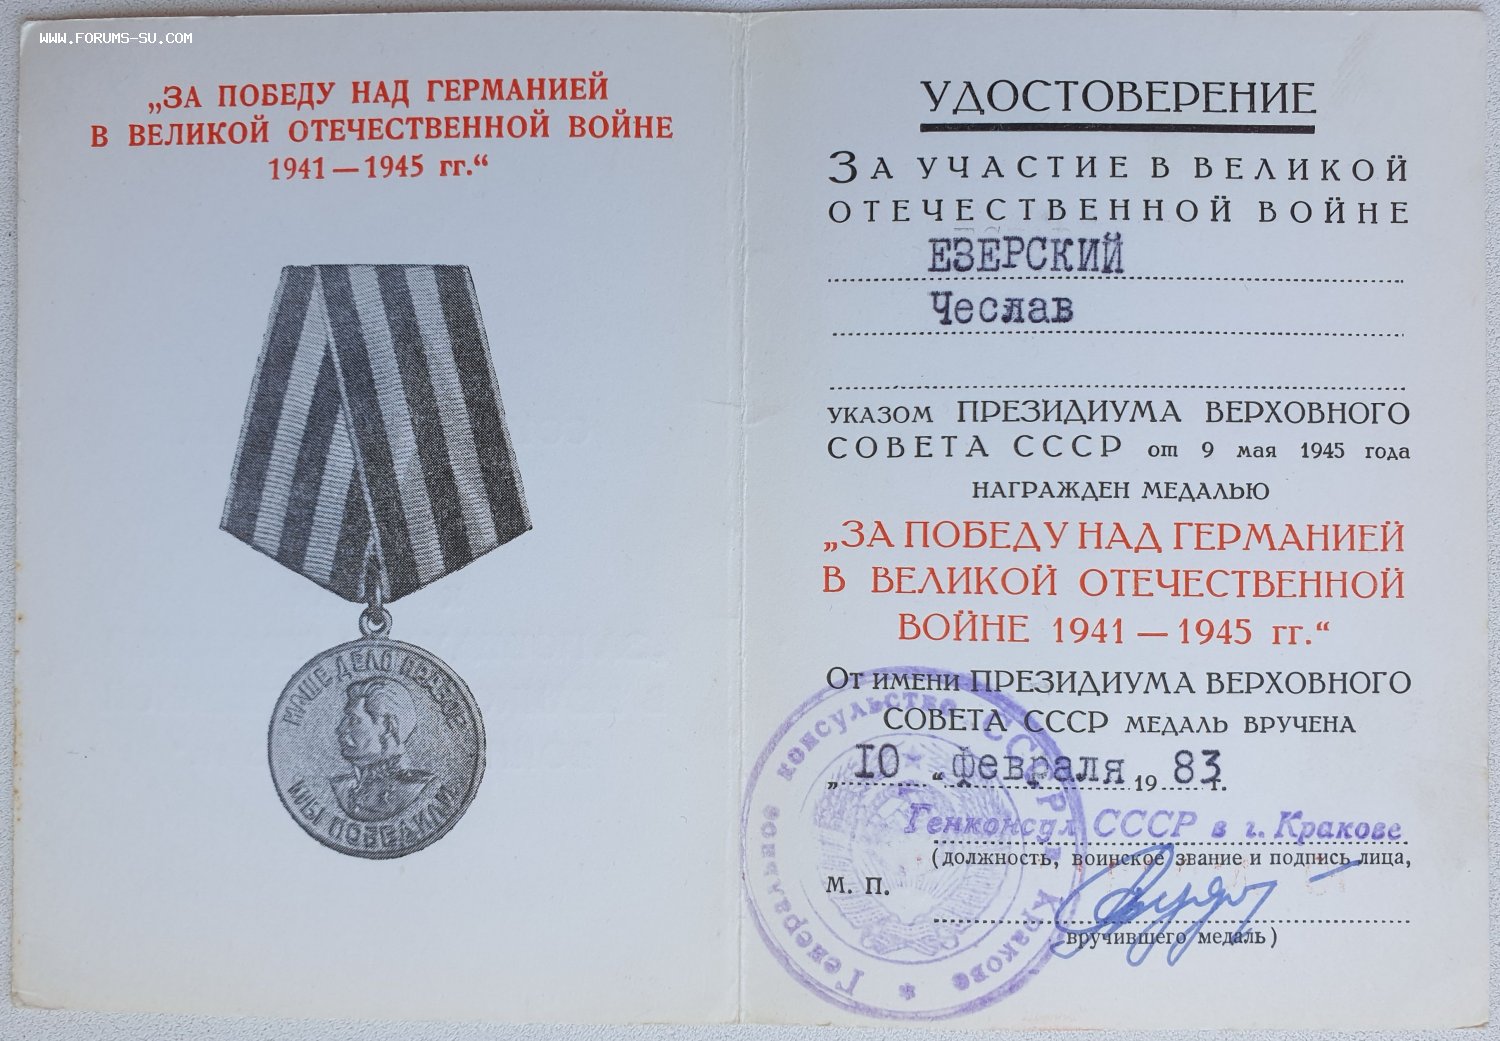 WWW.FORUMS-SU.COM
„ЗА ПОБЕДУ НАД ГЕРМАНИЕЙ
В ВЕЛИКОЙ ОТЕЧЕСТВЕННОЙ ВОЙНЕ
1941 — 1945 гг.“
НАШЕ ДЕЛО ПРАВОЕ
МЫ ПОБЕДИЛИ
УДОСТОВЕРЕНИЕ
ЗА УЧАСТИЕ В ВЕЛИКОЙ
ОТЕЧЕСТВЕННОЙ ВОЙНЕ
ЕЗЕРСКИЙ
Чеслав
УКАЗОМ ПРЕЗИДИУМА ВЕРХОВНОГО
СОВЕТА СССР от 9 мая 1945 года
НАГРАЖДЕН МЕДАЛЬЮ
„ЗА ПОБЕДУ НАД ГЕРМАНИЕЙ
В ВЕЛИКОЙ ОТЕЧЕСТВЕННОЙ
ВОЙНЕ 1941 — 1945 гг.“
ОТ ИМЕНИ ПРЕЗИДИУМА ВЕРХОВНОГО
СОВЕТА СССР МЕДАЛЬ ВРУЧЕНА
„ 10 “ февраля 19 83 г.
Генконсул СССР в г. Кракове
(должность, воинское звание и подпись лица,
М. П.
вручившего медаль)
Генеральное консульство СССР в Кракове *